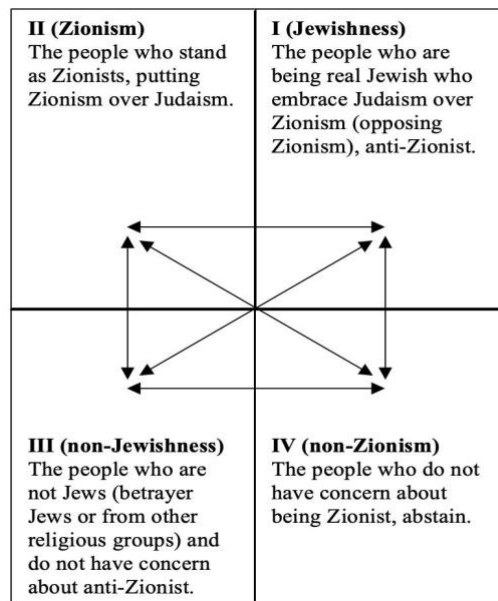 II (Zionism)
The people who stand
as Zionists, putting
Zionism over Judaism.
I (Jewishness)
The people who are
being real Jewish who
embrace Judaism over
Zionism (opposing
Zionism), anti-Zionist.
III (non-Jewishness)
The people who are
not Jews (betrayer
Jews or from other
religious groups) and
do not have concern
about anti-Zionist.
IV (non-Zionism)
The people who do not
have concern about
being Zionist, abstain.